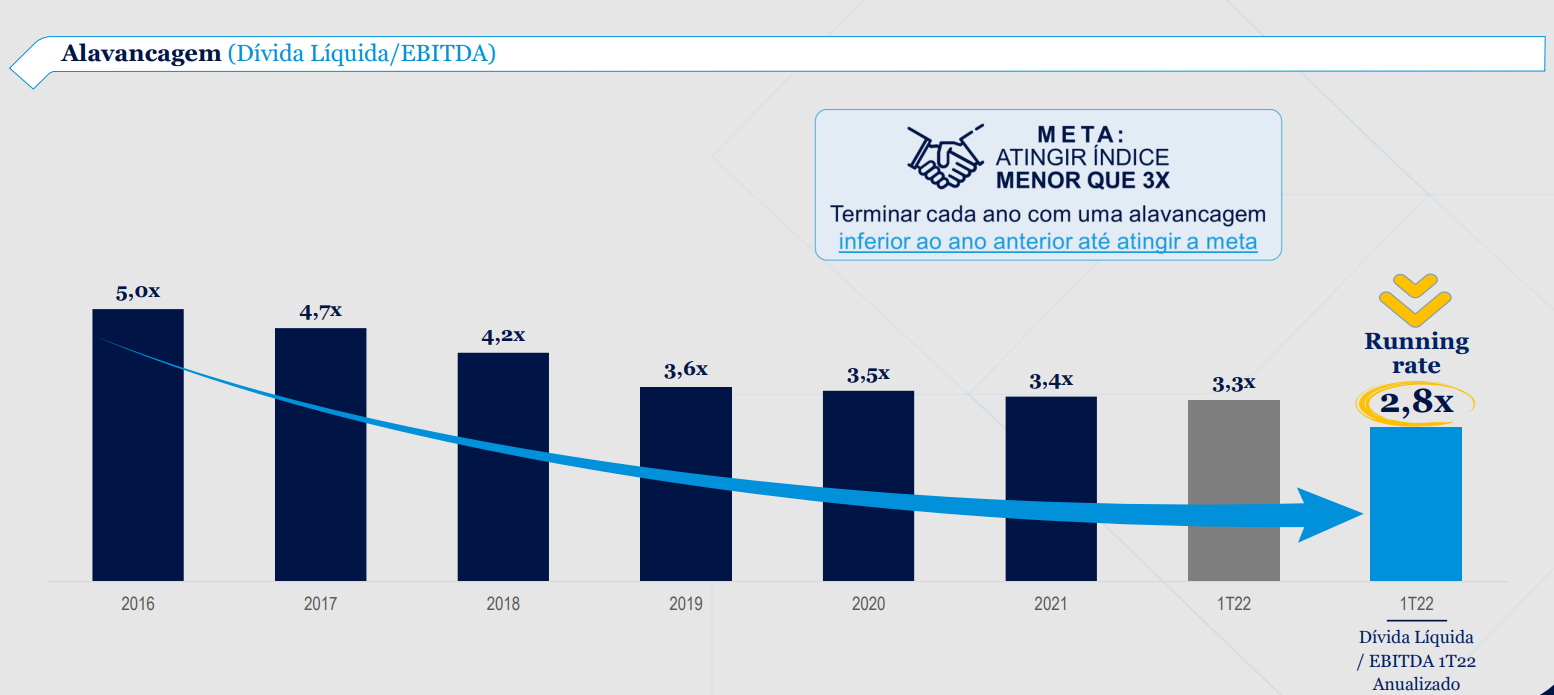 Alavancagem (Dívida Líquida/EBITDA)
META:
ATINGIR ÍNDICE
MENOR QUE 3X
Terminar cada ano com uma alavancagem
inferior ao ano anterior até atingir a meta
5,0x
4,7x
4,2x
3,6x
3,5x
3,4x
3,3x
Running
rate
2,8x
2016
2017
2018
2019
2020
2021
1T22
1T22
Dívida Líquida
/ EBITDA 1T22
Anualizado